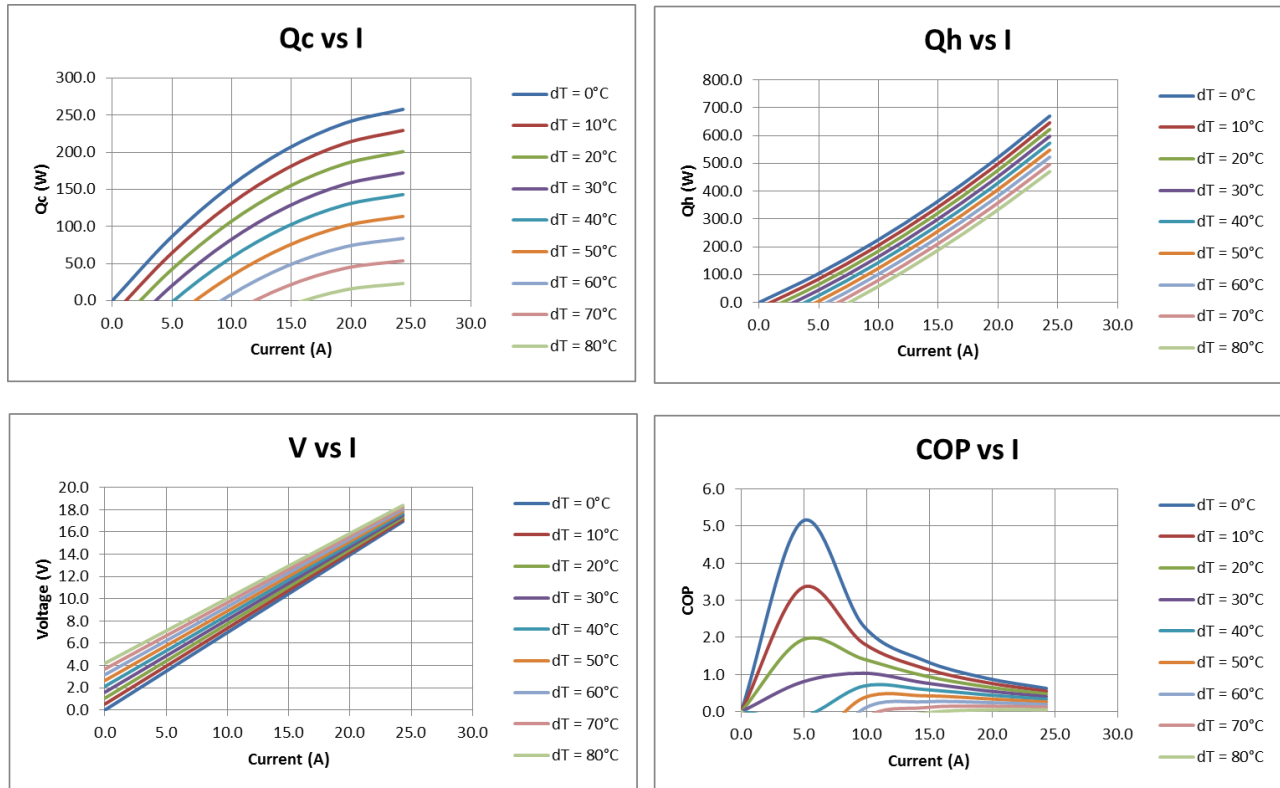 Qc vs I
300.0
250.0
200.0
150.0
100.0
50.0
0.0
Qc (W)
0.0 5.0 10.0 15.0 20.0 25.0 30.0
Current (A)
dT = 0°C
dT = 10°C
dT = 20°C
dT = 30°C
dT = 40°C
dT = 50°C
dT = 60°C
dT = 70°C
dT = 80°C
Qh vs I
800.0
700.0
600.0
500.0
400.0
300.0
200.0
100.0
0.0
Qh (W)
0.0 5.0 10.0 15.0 20.0 25.0 30.0
Current (A)
dT = 0°C
dT = 10°C
dT = 20°C
dT = 30°C
dT = 40°C
dT = 50°C
dT = 60°C
dT = 70°C
dT = 80°C
V vs I
20.0
18.0
16.0
14.0
12.0
10.0
8.0
6.0
4.0
2.0
0.0
Voltage (V)
0.0 5.0 10.0 15.0 20.0 25.0 30.0
Current (A)
dT = 0°C
dT = 10°C
dT = 20°C
dT = 30°C
dT = 40°C
dT = 50°C
dT = 60°C
dT = 70°C
dT = 80°C
COP vs I
6.0
5.0
4.0
3.0
2.0
1.0
0.0
COP
0.0 5.0 10.0 15.0 20.0 25.0 30.0
Current (A)
dT = 0°C
dT = 10°C
dT = 20°C
dT = 30°C
dT = 40°C
dT = 50°C
dT = 60°C
dT = 70°C
dT = 80°C